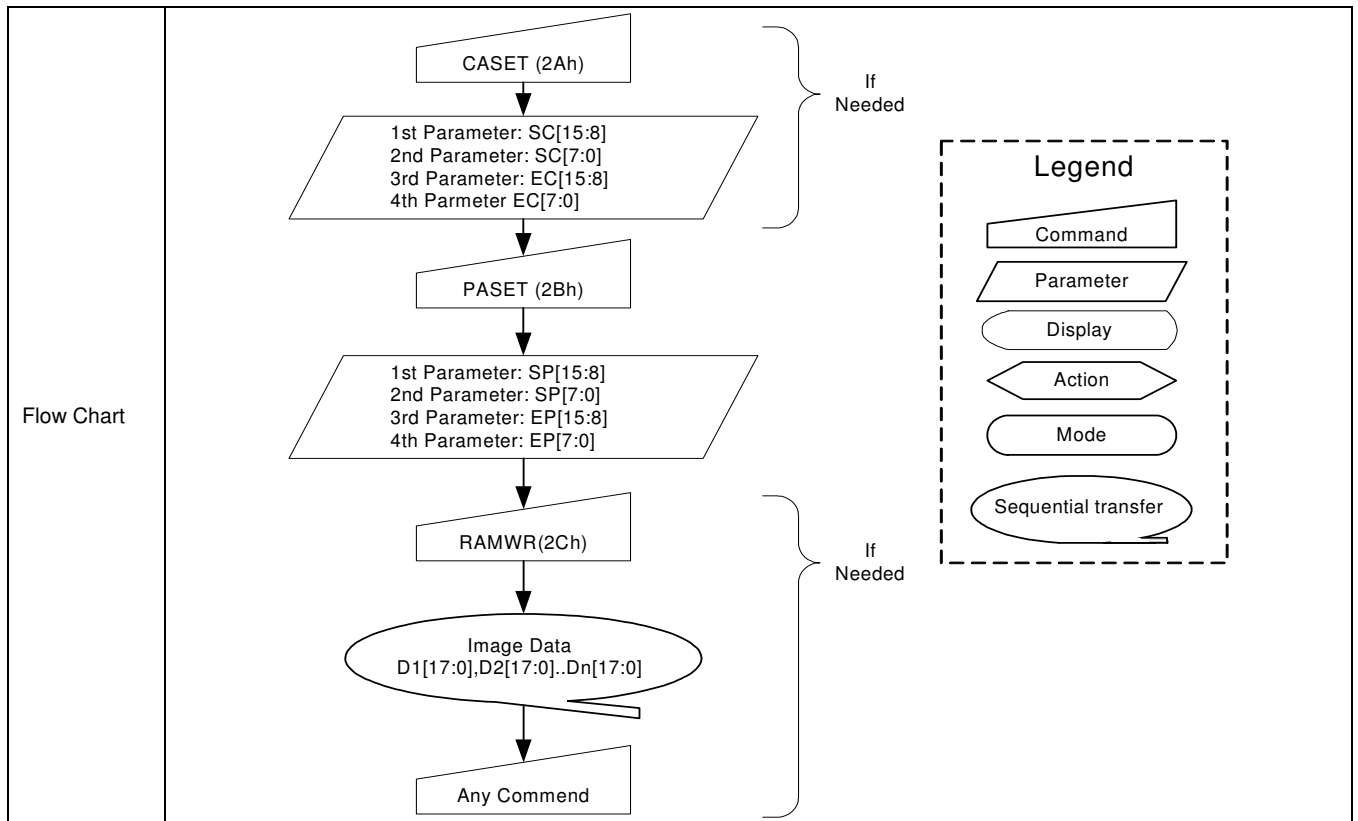 Flow Chart
CASET (2Ah)
1st Parameter: SC[15:8]
2nd Parameter: SC[7:0]
3rd Parameter: EC[15:8]
4th Parmeter EC[7:0]
If
Needed
PASET (2Bh)
1st Parameter: SP[15:8]
2nd Parameter: SP[7:0]
3rd Parameter: EP[15:8]
4th Parameter: EP[7:0]
RAMWR(2Ch)
Image Data
D1[17:0],D2[17:0]..Dn[17:0]
Any Commend
If
Needed
Legend
Command
Parameter
Display
Action
Mode
Sequential transfer